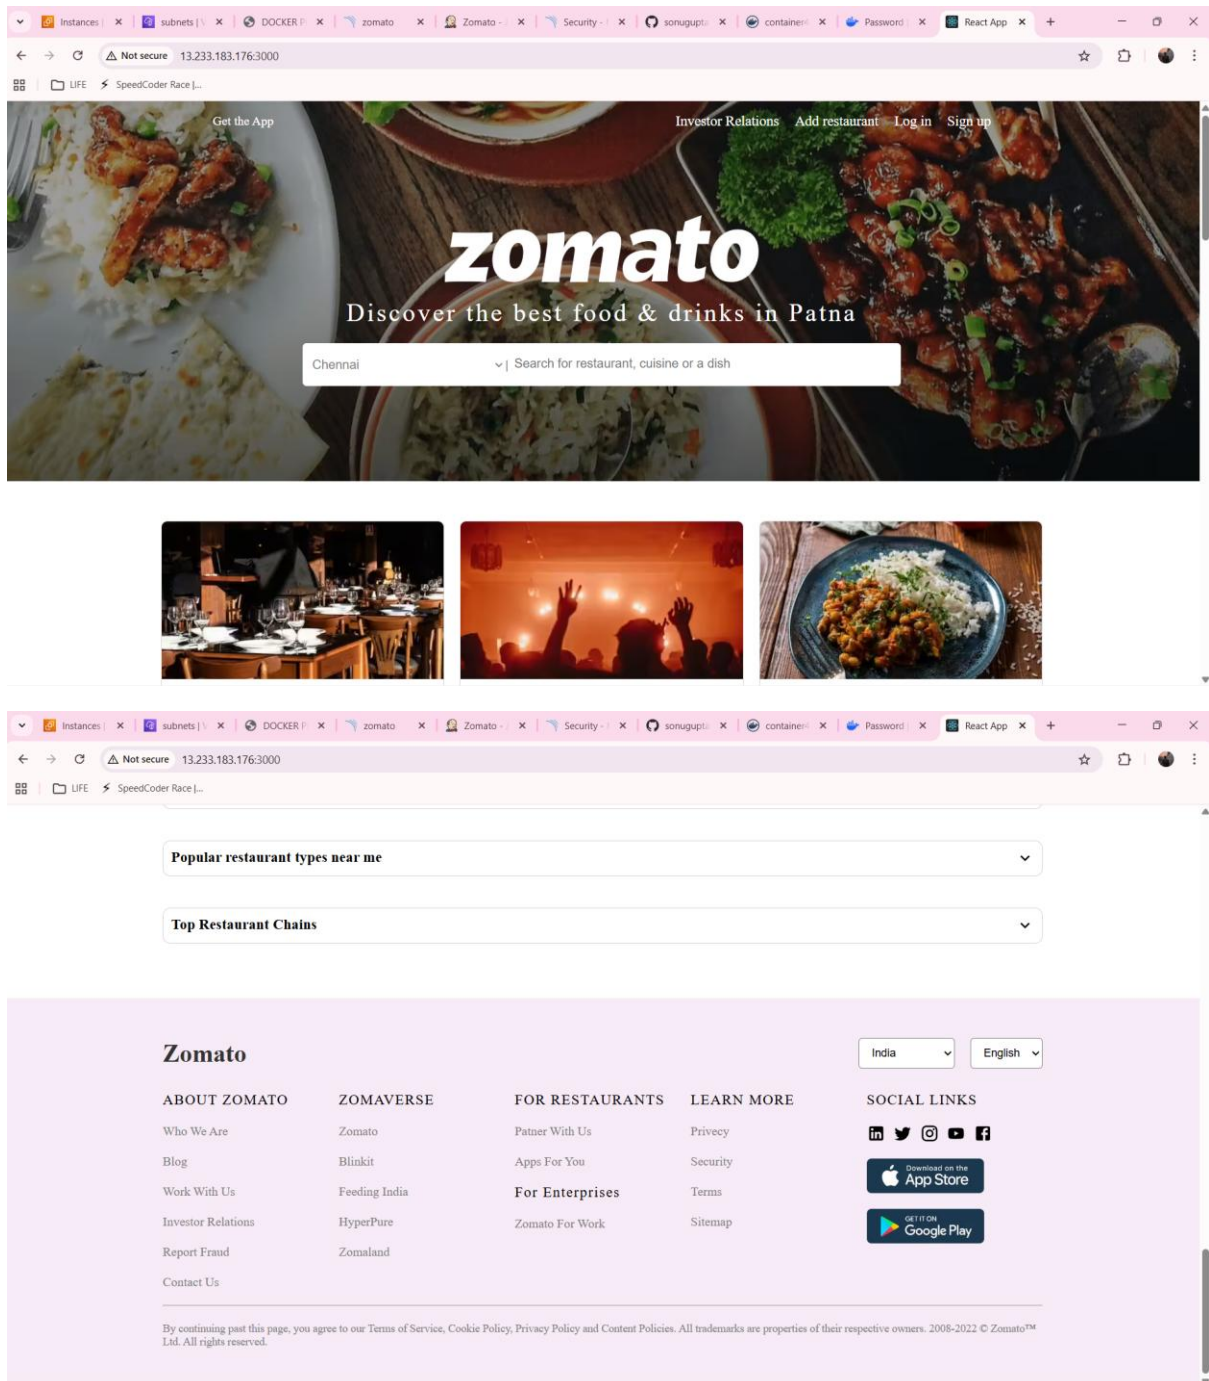 Instances
subnets | V
DOCKER P
zomato
Zomato -
Security -
sonugupta
container
Password
React App
Not secure 13.233.183.176:3000
LIFE SpeedCoder Race |...
Get the App Investor Relations Add restaurant Log in Sign up
zomato
Discover the best food & drinks in Patna
Chennai | Search for restaurant, cuisine or a dish
Instances
subnets | V
DOCKER P
zomato
Zomato -
Security -
sonugupta
container
Password
React App
Not secure 13.233.183.176:3000
LIFE SpeedCoder Race |...
Popular restaurant types near me
Top Restaurant Chains
Zomato India English
ABOUT ZOMATO ZOMAVERSE FOR RESTAURANTS LEARN MORE SOCIAL LINKS
Who We Are Zomato Patner With Us Privecy
Blog Blinkit Apps For You Security
Download on the
App Store
Work With Us Feeding India For Enterprises Terms
Investor Relations HyperPure Zomato For Work Sitemap
GET IT ON
Google Play
Report Fraud Zomaland
Contact Us
By continuing past this page, you agree to our Terms of Service, Cookie Policy, Privacy Policy and Content Policies. All trademarks are properties of their respective owners. 2008-2022 © Zomato™
Ltd. All rights reserved.